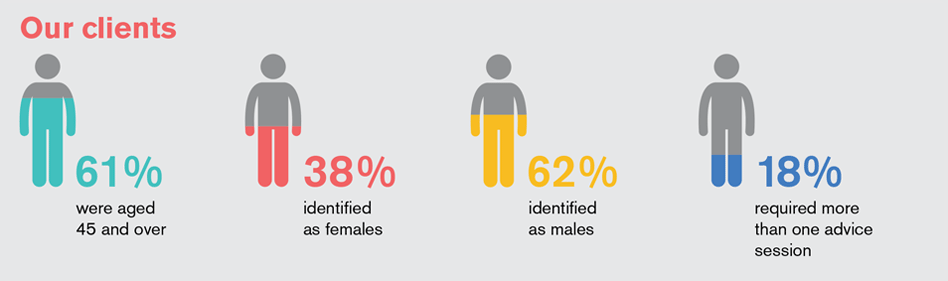 Our clients
61%
were aged
45 and over
38%
identified
as females
62%
identified
as males
18%
required more
than one advice
session